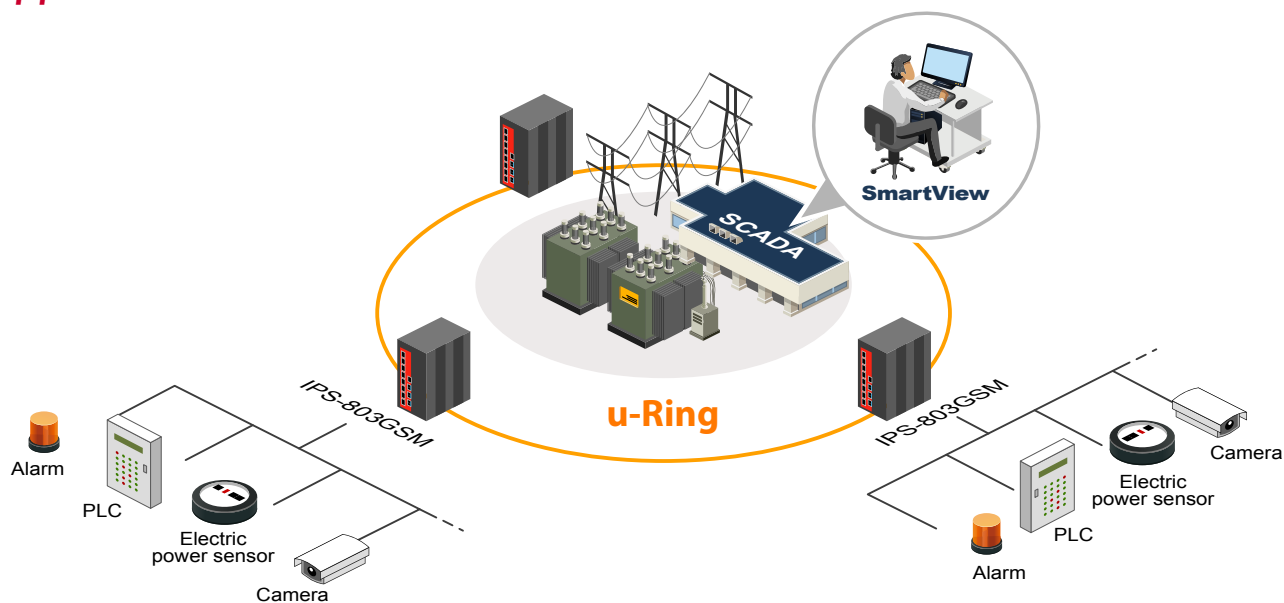 SmartView
SCADA
u-Ring
IPS-803GSM
IPS-803GSM
Alarm
PLC
Electric
power sensor
Camera
Camera
Electric
power sensor
PLC
Alarm